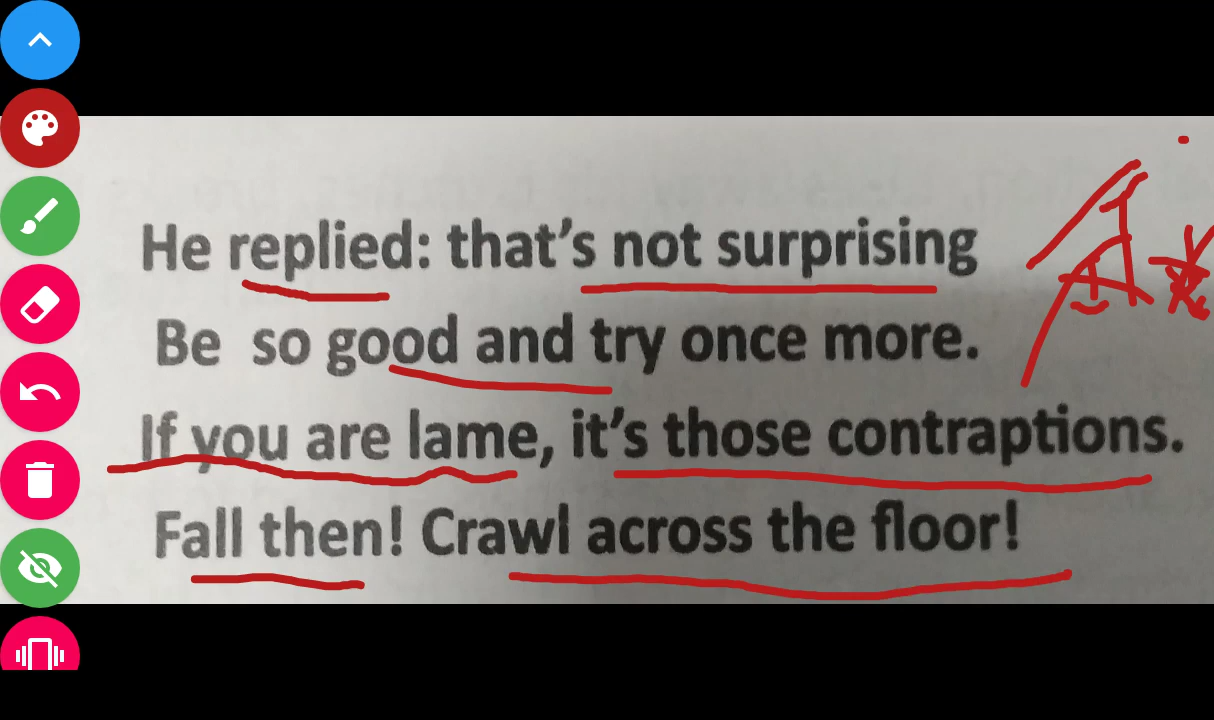 He replied: that's not surprising
Be so good and try once more.
If you are lame, it's those contraptions.
Fall then! Crawl across the floor!